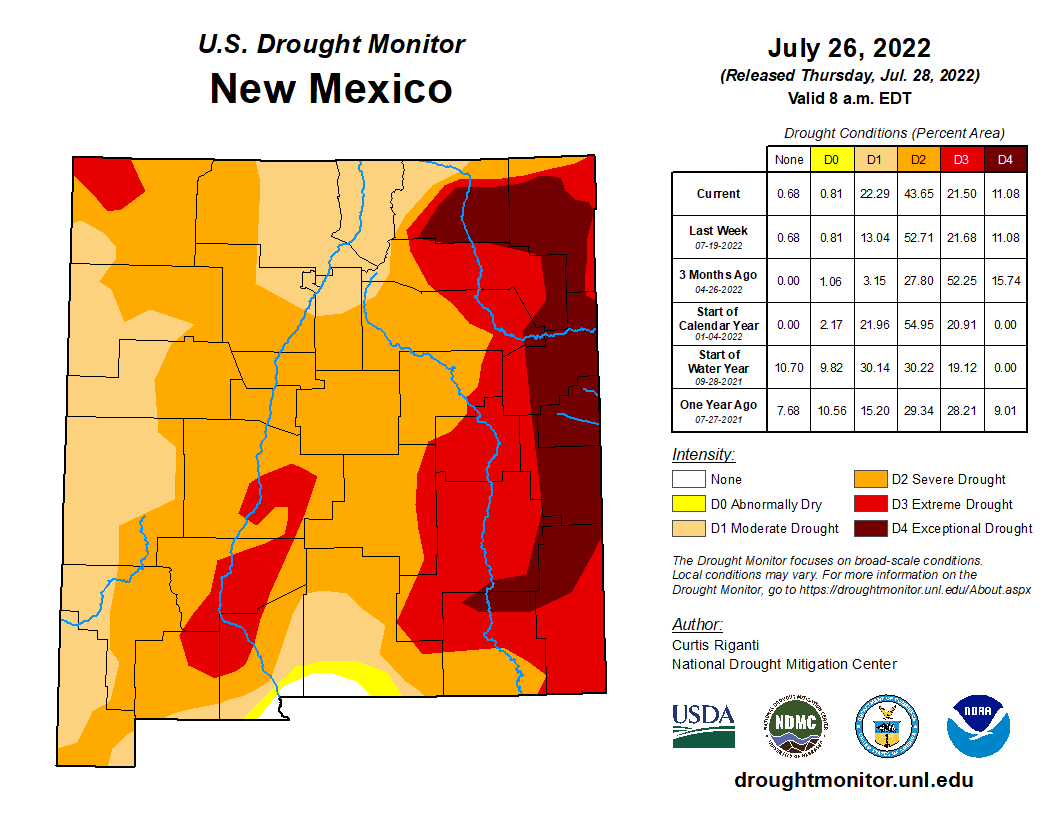 U.S. Drought Monitor
New Mexico
July 26, 2022
(Released Thursday, Jul. 28, 2022)
Valid 8 a.m. EDT
Drought Conditions (Percent Area)
None D0 D1 D2 D3 D4
Current 0.68 0.81 22.29 43.65 21.50 11.08
Last Week
07-19-2022 0.68 0.81 13.04 52.71 21.68 11.08
3 Months Ago
04-26-2022 0.00 1.06 3.15 27.80 52.25 15.74
Start of
Calendar Year
01-04-2022 0.00 2.17 21.96 54.95 20.91 0.00
Start of
Water Year
09-28-2021 10.70 9.82 30.14 30.22 19.12 0.00
One Year Ago
07-27-2021 7.68 10.56 15.20 29.34 28.21 9.01
Intensity:
None
D0 Abnormally Dry
D1 Moderate Drought
D2 Severe Drought
D3 Extreme Drought
D4 Exceptional Drought
The Drought Monitor focuses on broad-scale conditions.
Local conditions may vary. For more information on the
Drought Monitor, go to https://droughtmonitor.unl.edu/About.aspx
Author:
Curtis Riganti
National Drought Mitigation Center
USDA
NDMC
NOAA
droughtmonitor.unl.edu